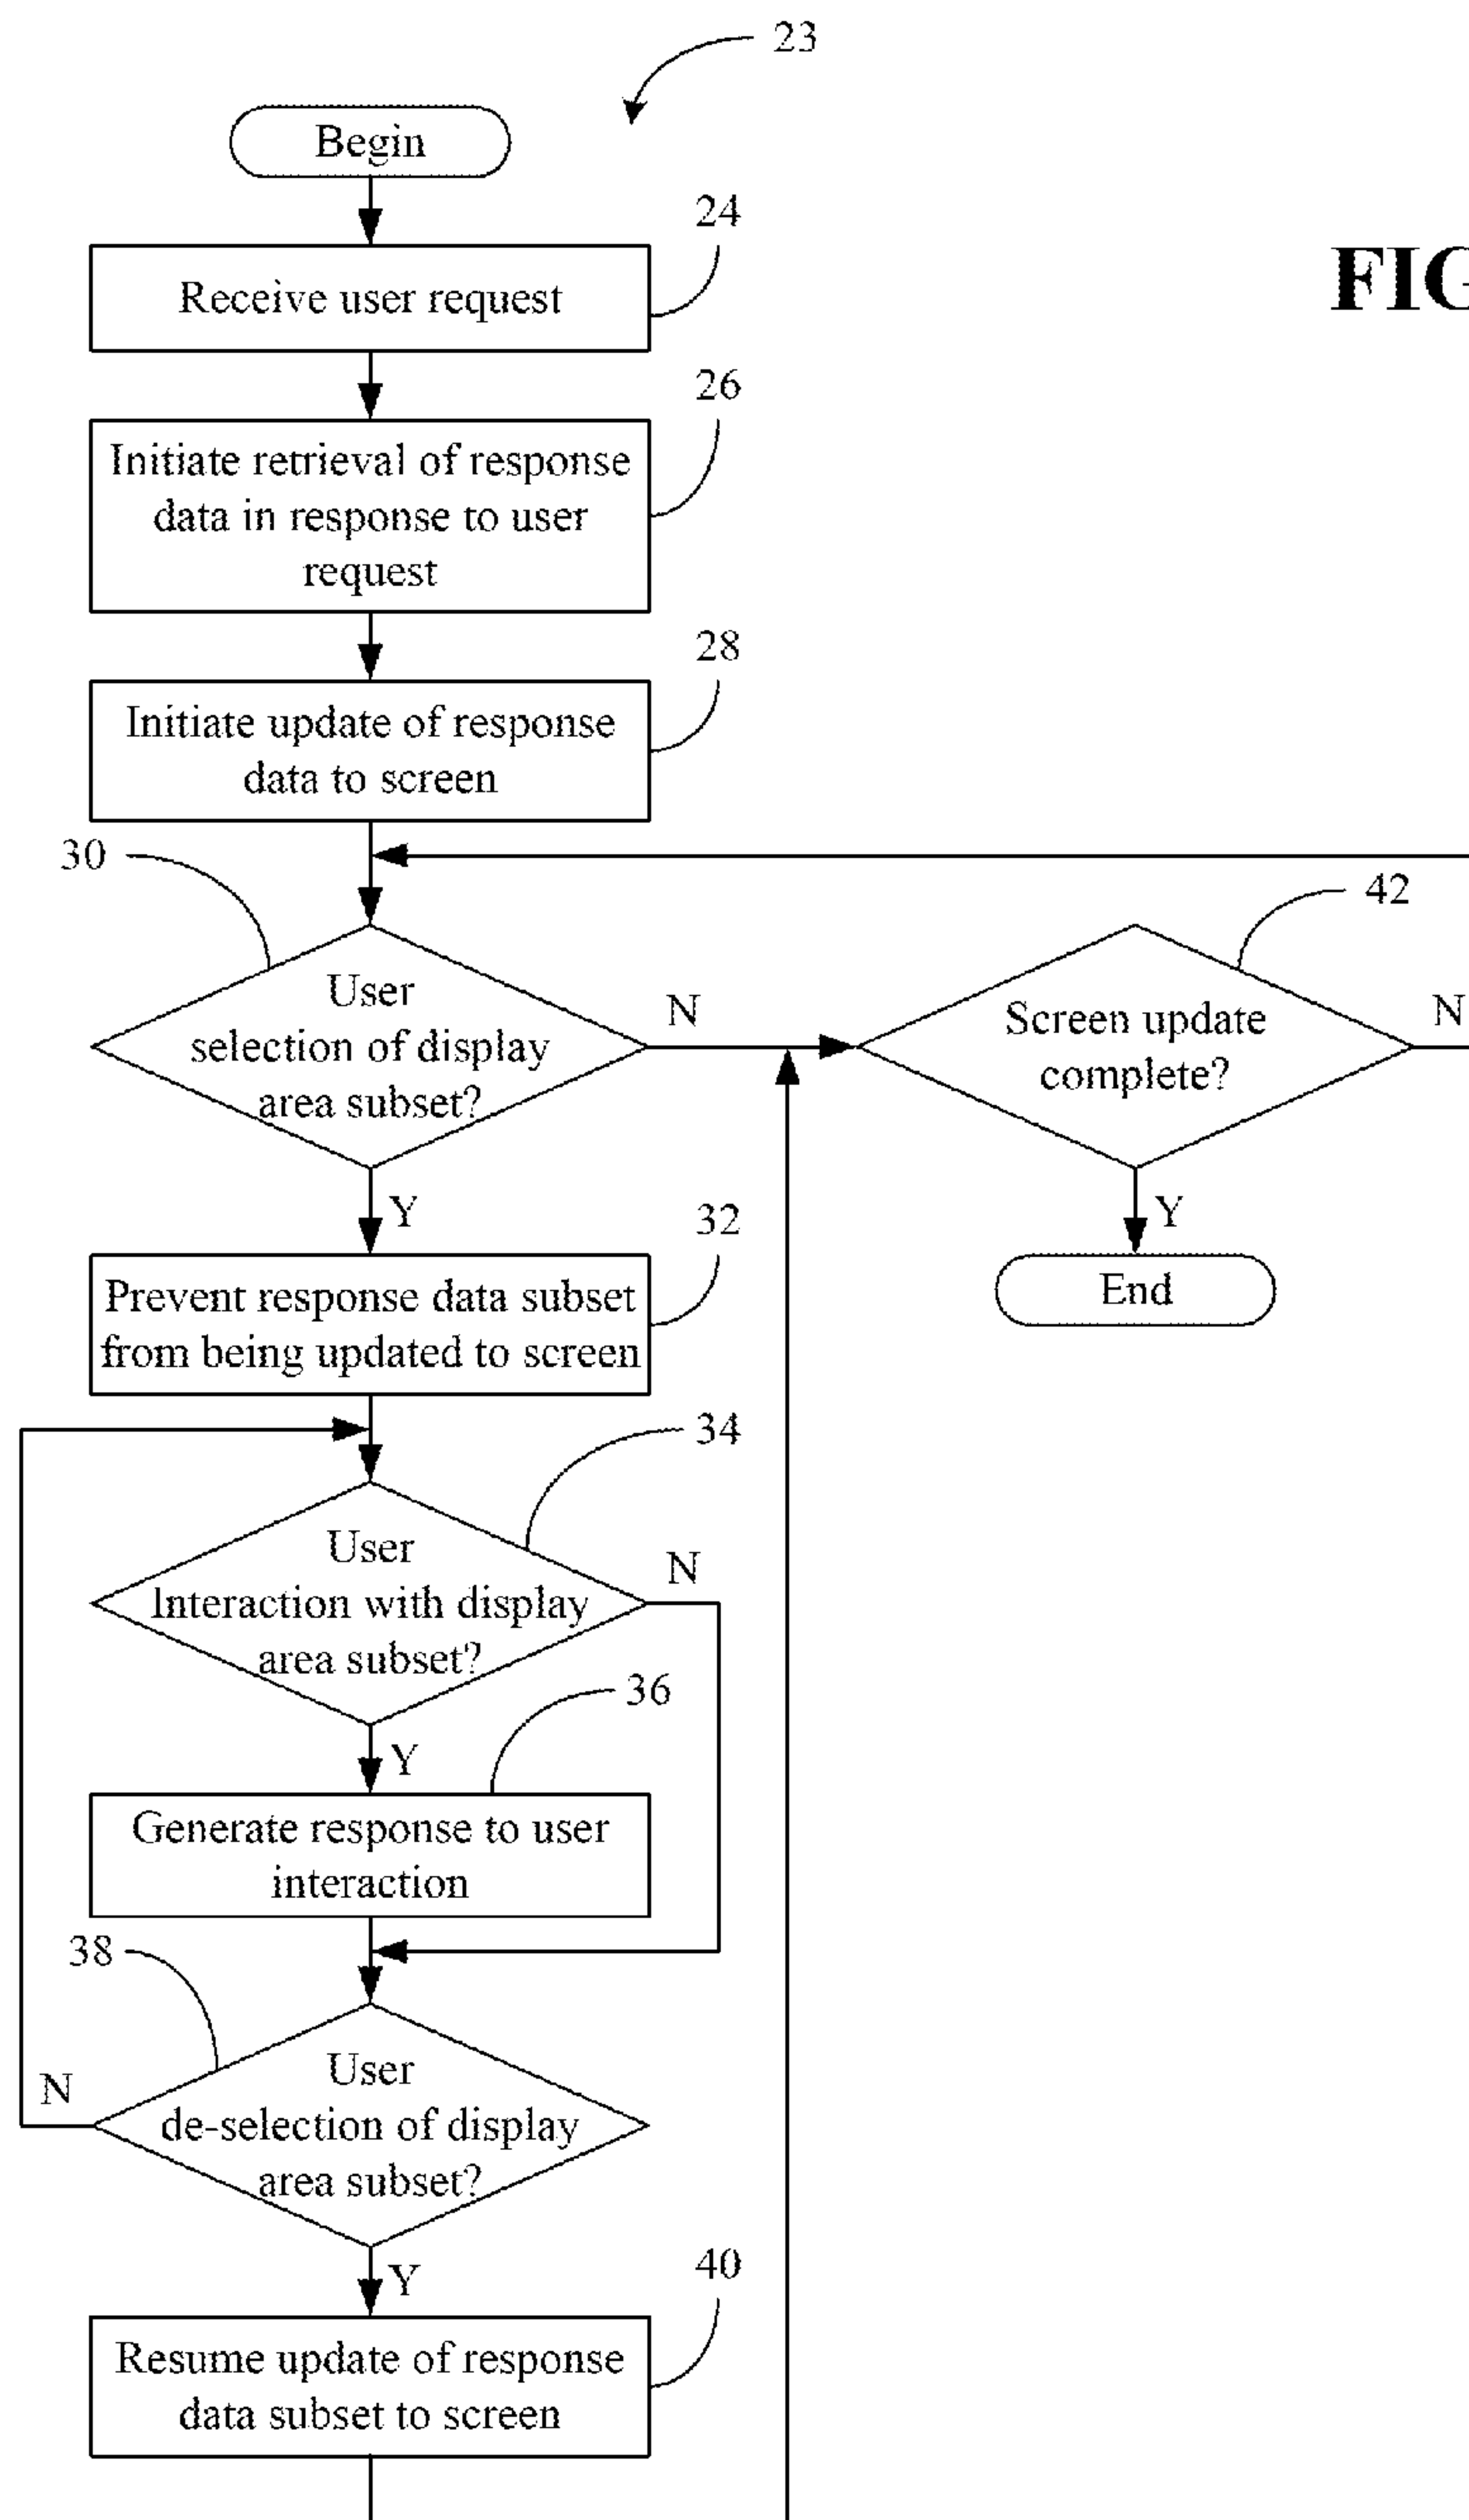 23
Begin
24
Receive user request
FIG
26
Initiate retrieval of response
data in response to user
request
28
Initiate update of response
data to screen
30
42
User
selection of display
area subset?
N
Screen update
complete?
N
Y
Y
32
Prevent response data subset
from being updated to screen
End
34
User
Interaction with display
area subset?
N
36
Y
Generate response to user
interaction
38
User
de-selection of display
area subset?
N
Y
40
Resume update of response
data subset to screen